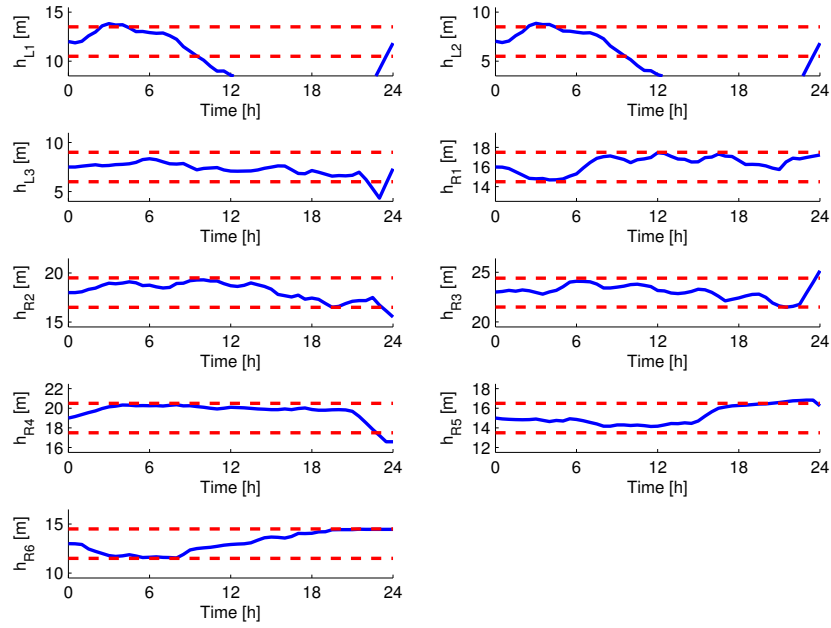 15
10
h_L1 [m]
0 6 12 18 24
Time [h]
10
5
h_L2 [m]
0 6 12 18 24
Time [h]
10
5
h_L3 [m]
0 6 12 18 24
Time [h]
18
16
14
h_R1 [m]
0 6 12 18 24
Time [h]
20
15
h_R2 [m]
0 6 12 18 24
Time [h]
25
20
h_R3 [m]
0 6 12 18 24
Time [h]
22
20
18
16
h_R4 [m]
0 6 12 18 24
Time [h]
18
16
14
12
h_R5 [m]
0 6 12 18 24
Time [h]
15
10
h_R6 [m]
0 6 12 18 24
Time [h]